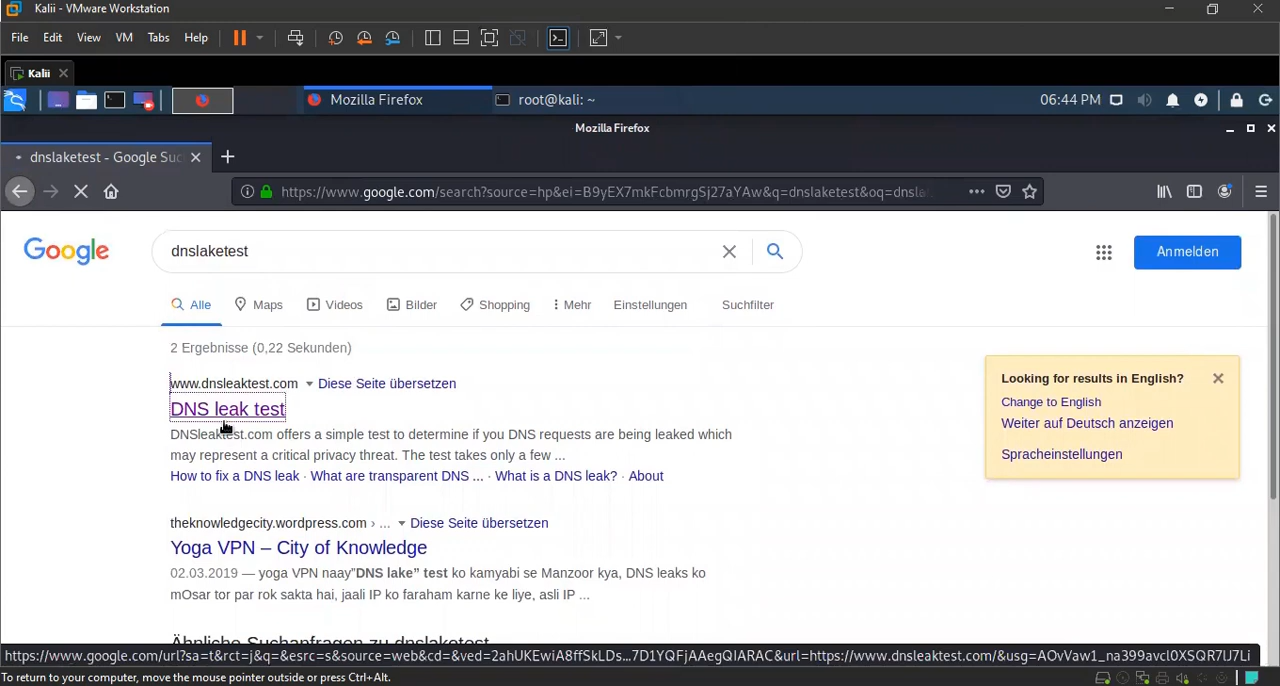 Kalii - VMware Workstation
File Edit View VM Tabs Help
Kalii
Mozilla Firefox root@kali: ~ 06:44 PM
Mozilla Firefox
dnslaketest - Google Suc
https://www.google.com/search?source=hp&ei=B9yEX7mkFcbmrgSj27aYAw&q=dnslaketest&oq=dnsla
Google dnslaketest Anmelden
Alle Maps Videos Bilder Shopping Mehr Einstellungen Suchfilter
2 Ergebnisse (0,22 Sekunden)
www.dnsleaktest.com Diese Seite übersetzen
DNS leak test
DNSleaktest.com offers a simple test to determine if you DNS requests are being leaked which
may represent a critical privacy threat. The test takes only a few ...
How to fix a DNS leak · What are transparent DNS ... · What is a DNS leak? · About
theknowledgecity.wordpress.com › ... Diese Seite übersetzen
Yoga VPN – City of Knowledge
02.03.2019 — yoga VPN naay"DNS lake" test ko kamyabi se Manzoor kya, DNS leaks ko
mOsar tor par rok sakta hai, jaali IP ko faraham karne ke liye, asli IP ...
Ähnliche Suchanfragen zu dnslaketest
Looking for results in English?
Change to English
Weiter auf Deutsch anzeigen
Spracheinstellungen
https://www.google.com/url?sa=t&rct=j&q=&esrc=s&source=web&cd=&ved=2ahUKEwiA8ffSkLDs...7D1YQFjAAegQIARAC&url=https://www.dnsleaktest.com/&usg=AOvVaw1_na399avcl0XSQR7lJ7Li
To return to your computer, move the mouse pointer outside or press Ctrl+Alt.